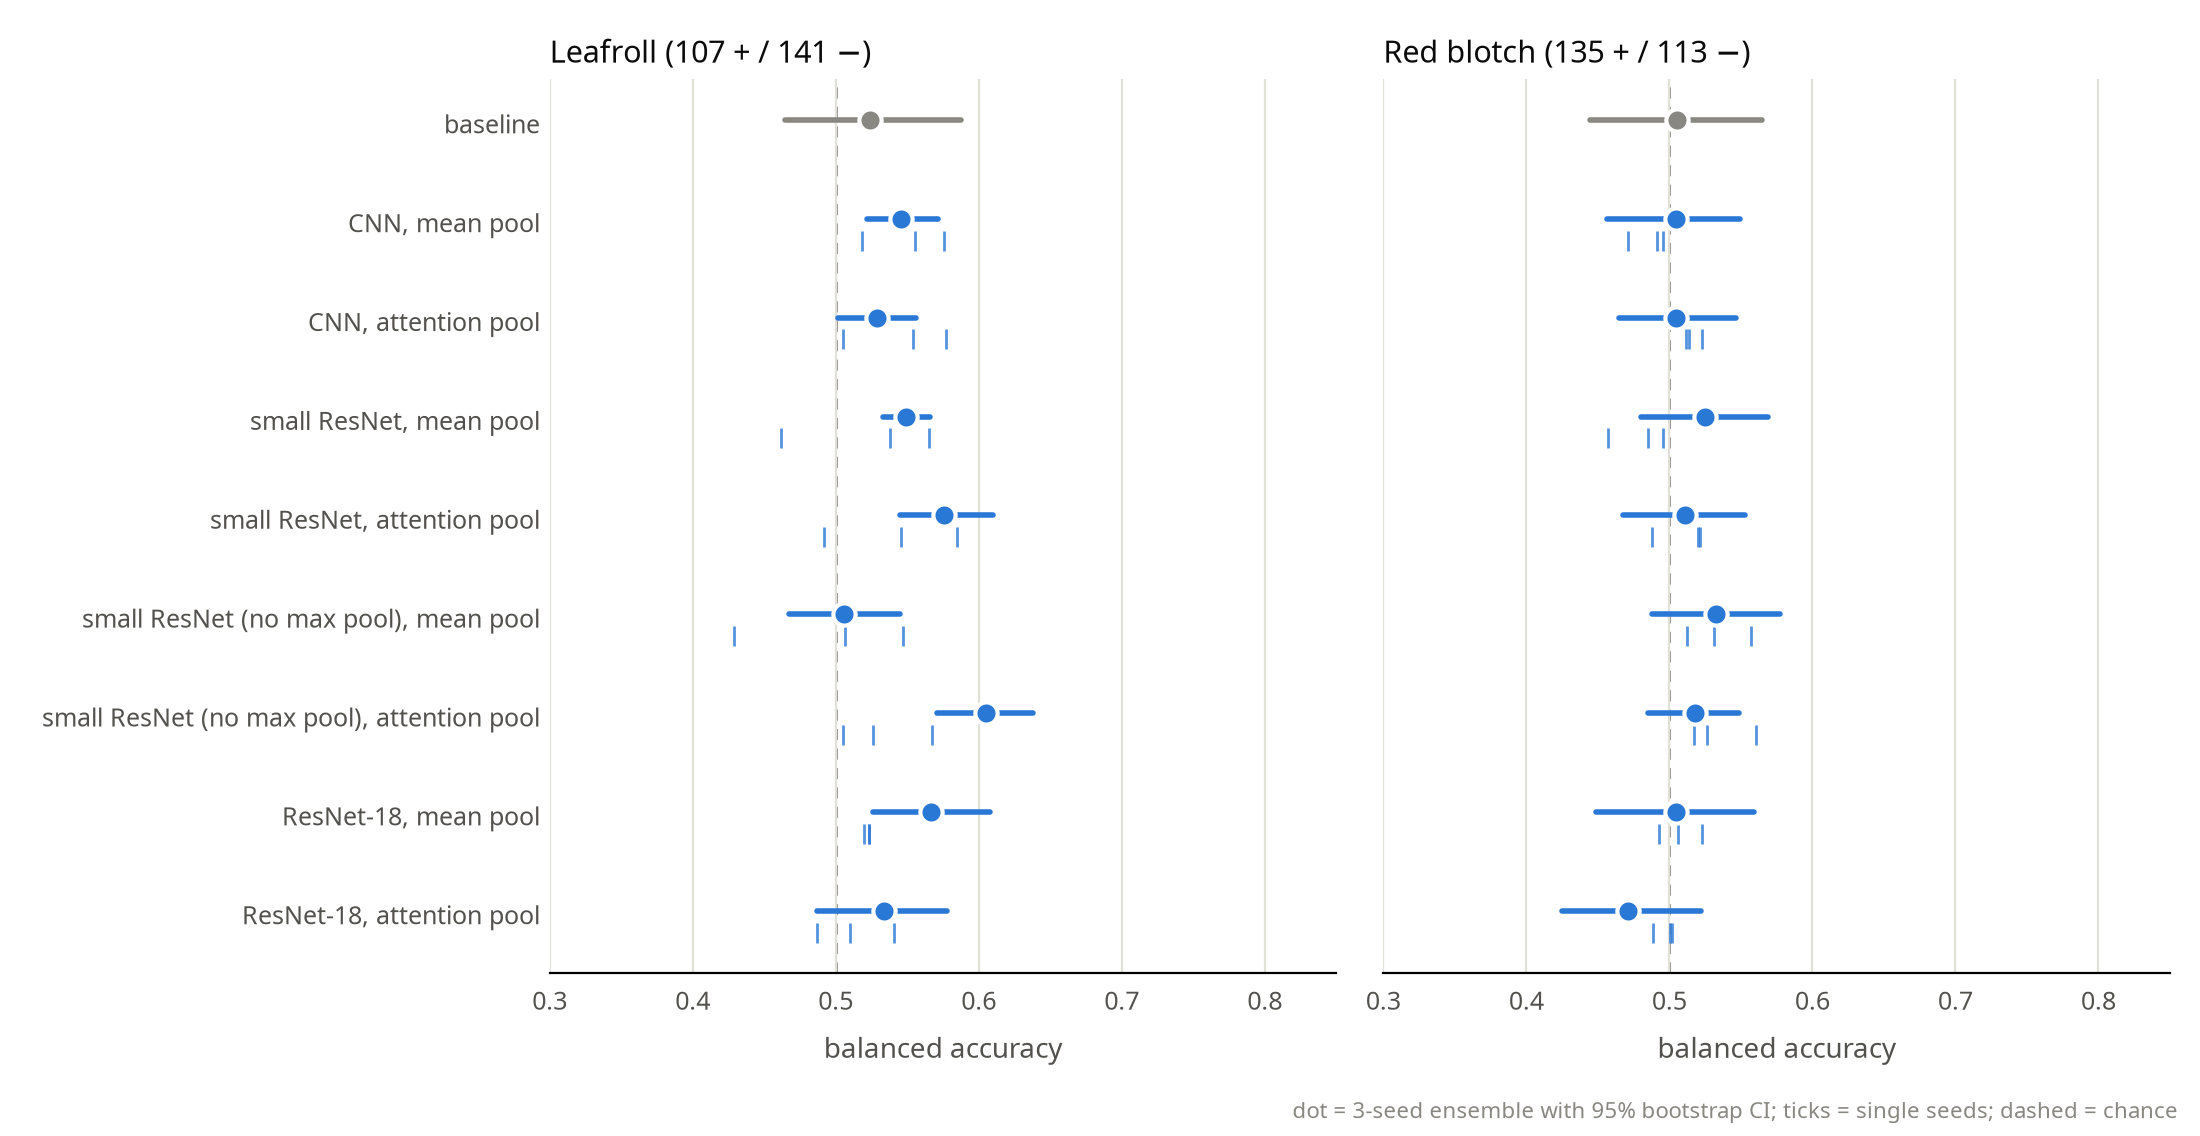 Leafroll (107 + / 141 −)
Red blotch (135 + / 113 −)
baseline
CNN, mean pool
CNN, attention pool
small ResNet, mean pool
small ResNet, attention pool
small ResNet (no max pool), mean pool
small ResNet (no max pool), attention pool
ResNet-18, mean pool
ResNet-18, attention pool
0.3 0.4 0.5 0.6 0.7 0.8
0.3 0.4 0.5 0.6 0.7 0.8
balanced accuracy
balanced accuracy
dot = 3-seed ensemble with 95% bootstrap CI; ticks = single seeds; dashed = chance